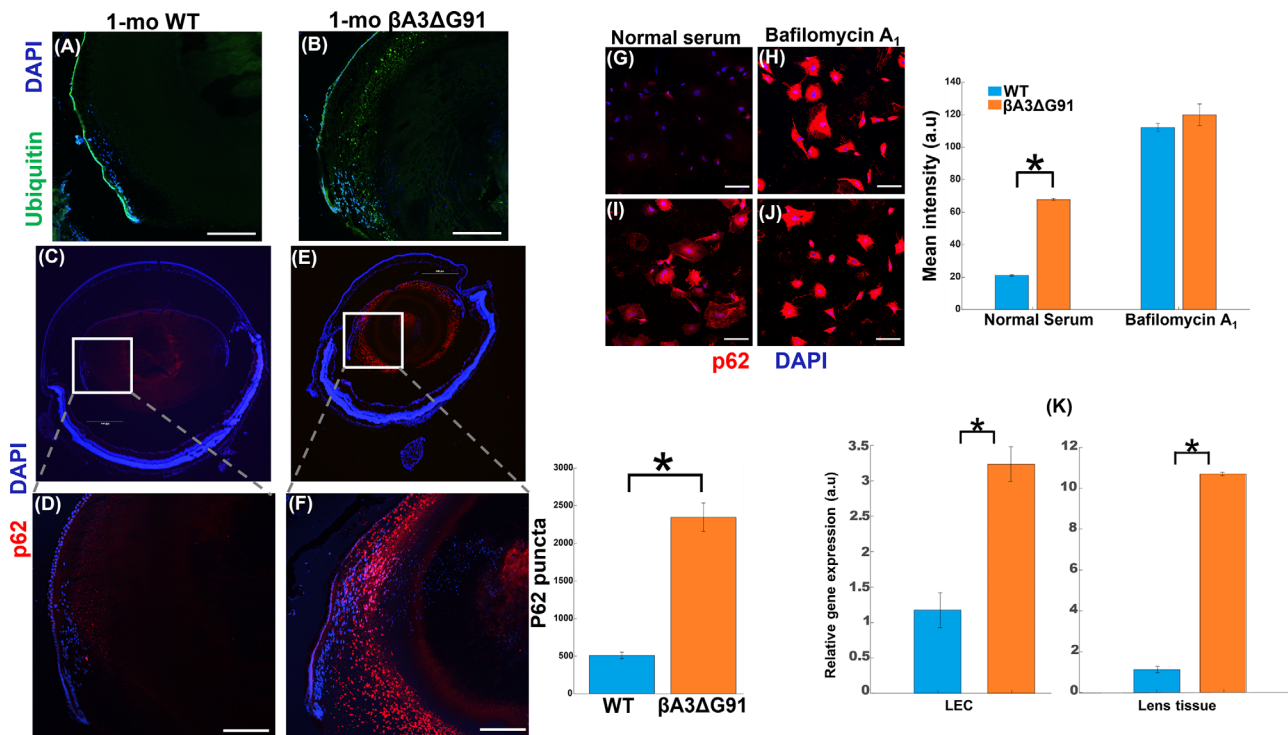 1-mo WT
1-mo βA3ΔG91
(A)
(B)
Ubiquitin DAPI
(C)
(E)
(D)
(F)
p62 DAPI
P62 puncta
3000
2500
2000
1500
1000
500
0
*
WT
βA3ΔG91
Normal serum
Bafilomycin A₁
(G)
(H)
(I)
(J)
p62 DAPI
Mean intensity (a.u)
140
120
100
80
60
40
20
0
WT
βA3ΔG91
*
Normal Serum
Bafilomycin A₁
(K)
Relative gene expression (a.u)
3.5
3
2.5
2
1.5
1
0.5
0
*
LEC
12
10
8
6
4
2
0
*
Lens tissue